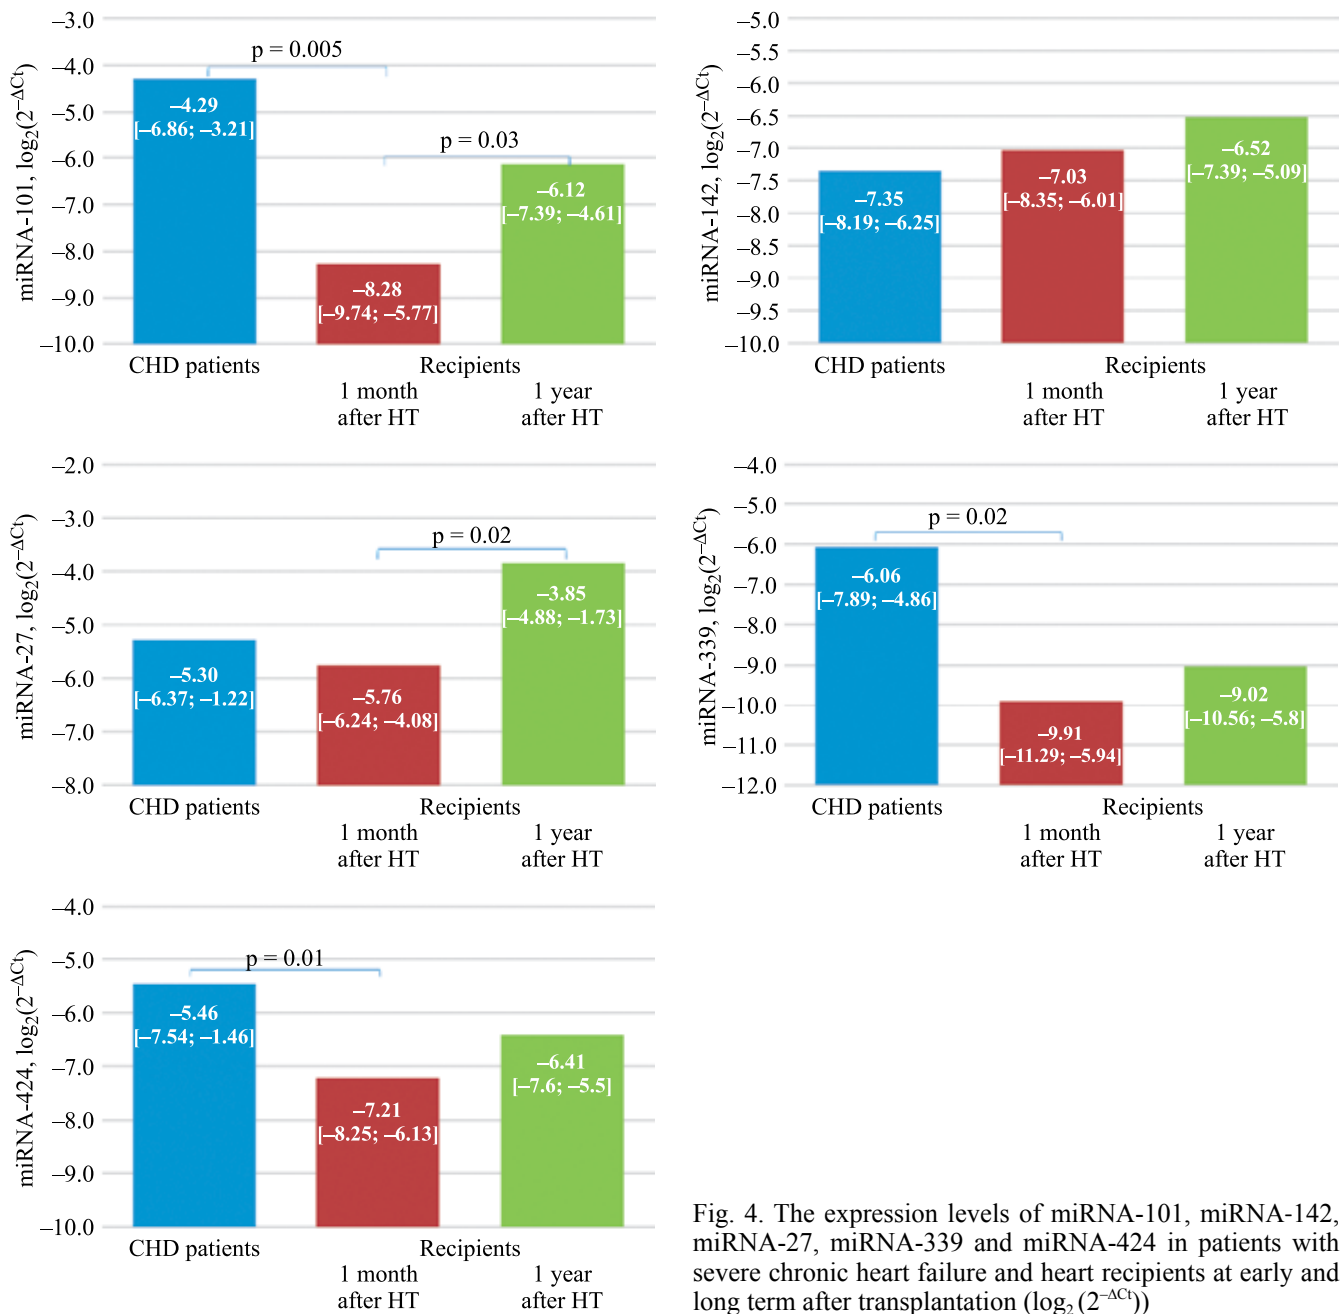 miRNA-101, log₂(2⁻ΔCt)
–3.0
–4.0
–5.0
–6.0
–7.0
–8.0
–9.0
–10.0
p = 0.005
p = 0.03
–4.29
[–6.86; –3.21]
–8.28
[–9.74; –5.77]
–6.12
[–7.39; –4.61]
CHD patients
Recipients
1 month
after HT
1 year
after HT
miRNA-142, log₂(2⁻ΔCt)
–5.0
–5.5
–6.0
–6.5
–7.0
–7.5
–8.0
–8.5
–9.0
–9.5
–10.0
–7.35
[–8.19; –6.25]
–7.03
[–8.35; –6.01]
–6.52
[–7.39; –5.09]
CHD patients
Recipients
1 month
after HT
1 year
after HT
miRNA-27, log₂(2⁻ΔCt)
–2.0
–3.0
–4.0
–5.0
–6.0
–7.0
–8.0
p = 0.02
–5.30
[–6.37; –1.22]
–5.76
[–6.24; –4.08]
–3.85
[–4.88; –1.73]
CHD patients
Recipients
1 month
after HT
1 year
after HT
miRNA-339, log₂(2⁻ΔCt)
–4.0
–5.0
–6.0
–7.0
–8.0
–9.0
–10.0
–11.0
–12.0
p = 0.02
–6.06
[–7.89; –4.86]
–9.91
[–11.29; –5.94]
–9.02
[–10.56; –5.8]
CHD patients
Recipients
1 month
after HT
1 year
after HT
miRNA-424, log₂(2⁻ΔCt)
–4.0
–5.0
–6.0
–7.0
–8.0
–9.0
–10.0
p = 0.01
–5.46
[–7.54; –1.46]
–7.21
[–8.25; –6.13]
–6.41
[–7.6; –5.5]
CHD patients
Recipients
1 month
after HT
1 year
after HT
Fig. 4. The expression levels of miRNA-101, miRNA-142,
miRNA-27, miRNA-339 and miRNA-424 in patients with
severe chronic heart failure and heart recipients at early and
long term after transplantation (log₂ (2⁻ΔCt))